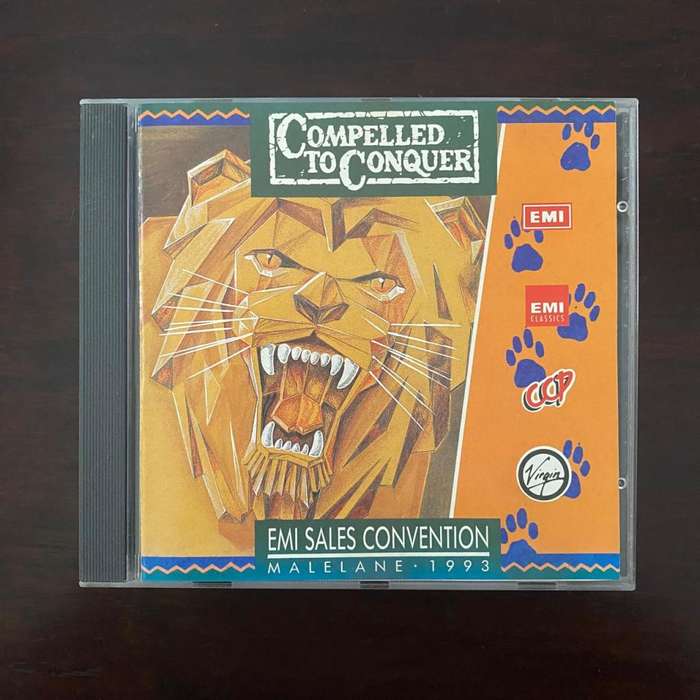 COMPELLED
TO CONQUER
EMI
EMI
CLASSICS
CCP
Virgin
EMI SALES CONVENTION
MALELANE · 1993